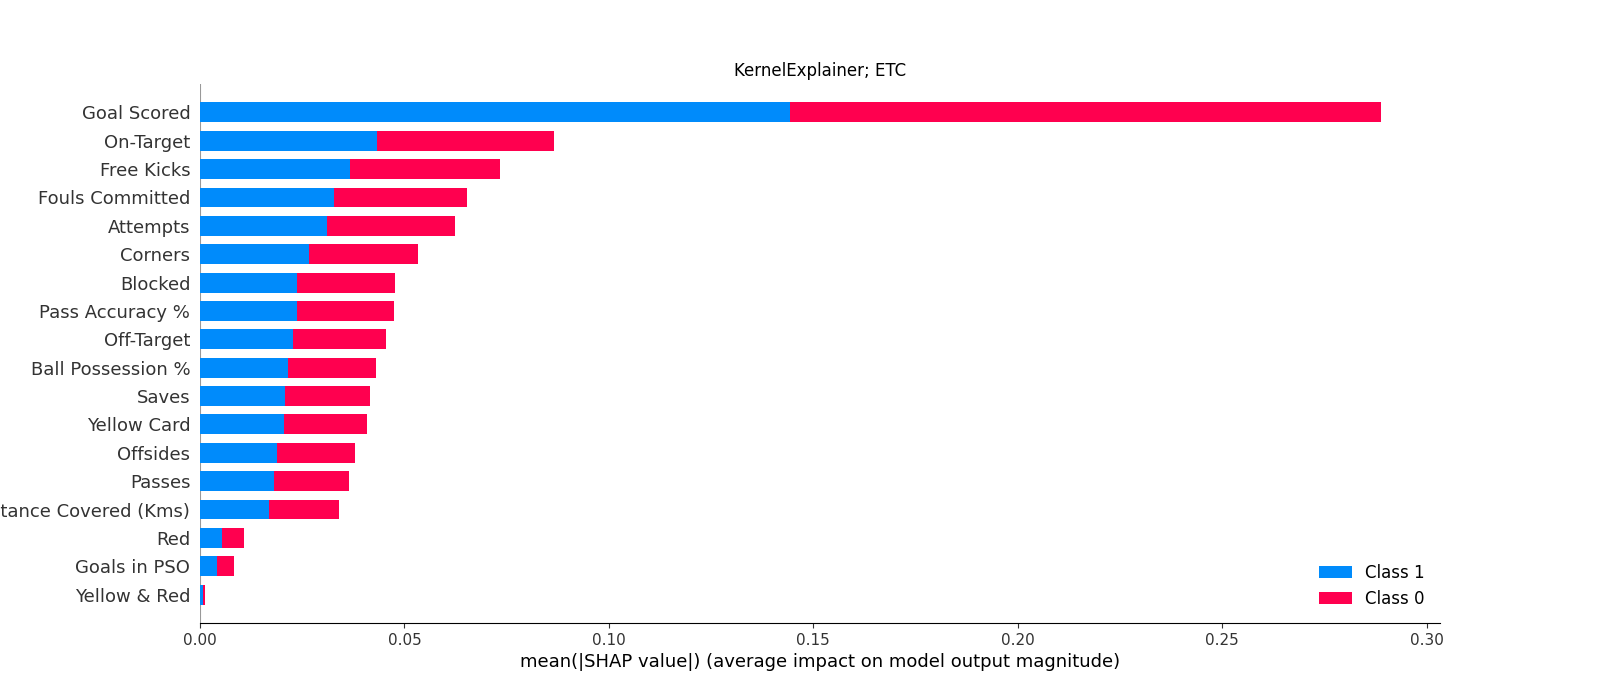 KernelExplainer; ETC
Goal Scored
On-Target
Free Kicks
Fouls Committed
Attempts
Corners
Blocked
Pass Accuracy %
Off-Target
Ball Possession %
Saves
Yellow Card
Offsides
Passes
tance Covered (Kms)
Red
Goals in PSO
Yellow & Red
Class 1
Class 0
0.00 0.05 0.10 0.15 0.20 0.25 0.30
mean(|SHAP value|) (average impact on model output magnitude)